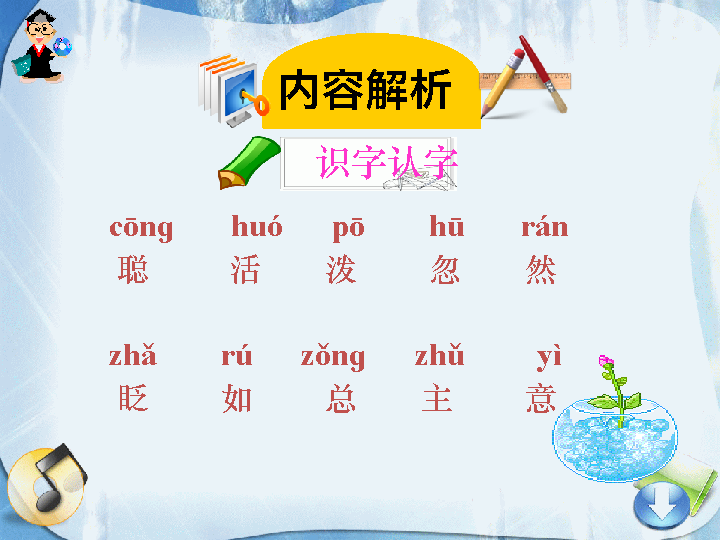 内容解析
识字认字
cōng huó pō hū rán
聪 活 泼 忽 然
zhǎ rú zǒng zhǔ yì
眨 如 总 主 意